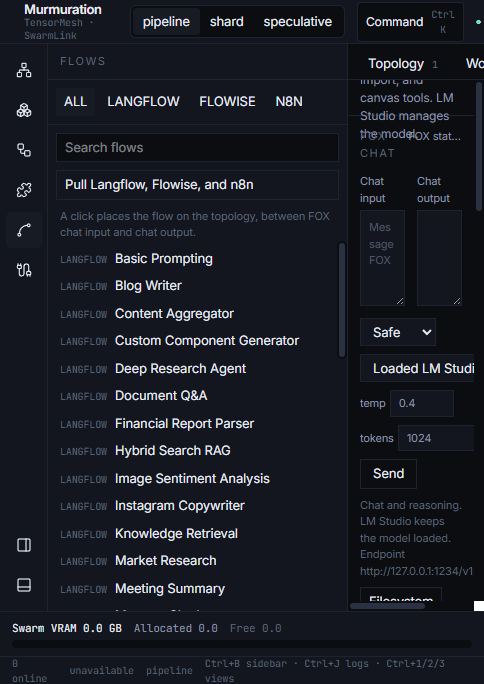 Murmuration
TensorMesh ·
SwarmLink
pipeline shard speculative
Command Ctrl
K
FLOWS
ALL LANGFLOW FLOWISE N8N
Search flows
Pull Langflow, Flowise, and n8n
A click places the flow on the topology, between FOX
chat input and chat output.
LANGFLOW Basic Prompting
LANGFLOW Blog Writer
LANGFLOW Content Aggregator
LANGFLOW Custom Component Generator
LANGFLOW Deep Research Agent
LANGFLOW Document Q&A
LANGFLOW Financial Report Parser
LANGFLOW Hybrid Search RAG
LANGFLOW Image Sentiment Analysis
LANGFLOW Instagram Copywriter
LANGFLOW Knowledge Retrieval
LANGFLOW Market Research
LANGFLOW Meeting Summary
Topology 1 Wo
import, and
canvas tools. LM
Studio manages
the model.
FOX stat...
CHAT
Chat
input
Chat
output
Mes
sage
FOX
Safe
Loaded LM Studi
temp 0.4
tokens 1024
Send
Chat and reasoning.
LM Studio keeps
the model loaded.
Endpoint
http://127.0.0.1:1234/v1
Filesystem
Swarm VRAM 0.0 GB Allocated 0.0 Free 0.0
0
online
unavailable pipeline
Ctrl+B sidebar · Ctrl+J logs · Ctrl+1/2/3
views